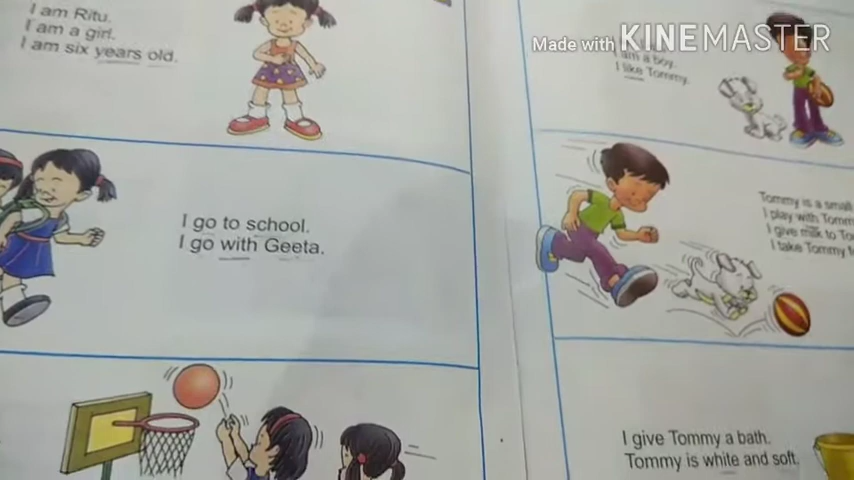 I am Ritu.
I am a girl.
I am six years old.
I go to school.
I go with Geeta.
Made with KINEMASTER
I am a boy.
I like Tommy.
Tommy is a small
I play with Tomm
I give milk to To
I take Tommy f
I give Tommy a bath.
Tommy is white and soft.